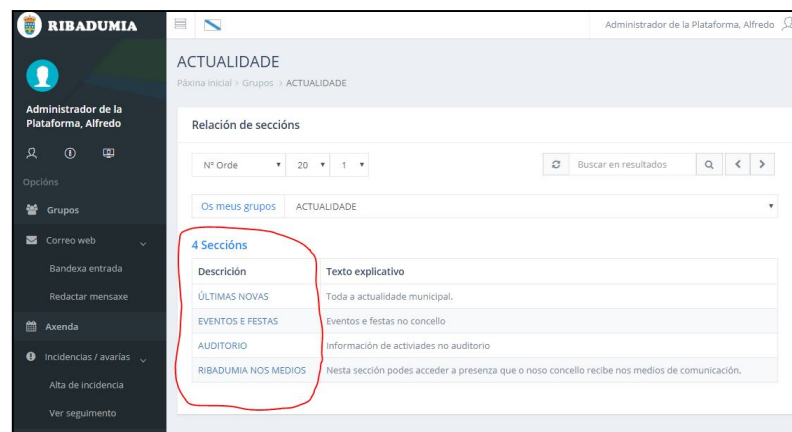 RIBADUMIA
Administrador de la Plataforma, Alfredo
Administrador de la
Plataforma, Alfredo
Opcións
Grupos
Correo web
Bandexa entrada
Redactar mensaxe
Axenda
Incidencias / avarías
Alta de incidencia
Ver seguimento
ACTUALIDADE
Páxina inicial > Grupos > ACTUALIDADE
Relación de seccións
Nº Orde 20 1 Buscar en resultados
Os meus grupos ACTUALIDADE
4 Seccións
Descrición Texto explicativo
ÚLTIMAS NOVAS Toda a actualidade municipal.
EVENTOS E FESTAS Eventos e festas no concello
AUDITORIO Información de activiades no auditorio
RIBADUMIA NOS MEDIOS Nesta sección podes acceder a presenza que o noso concello recibe nos medios de comunicación.